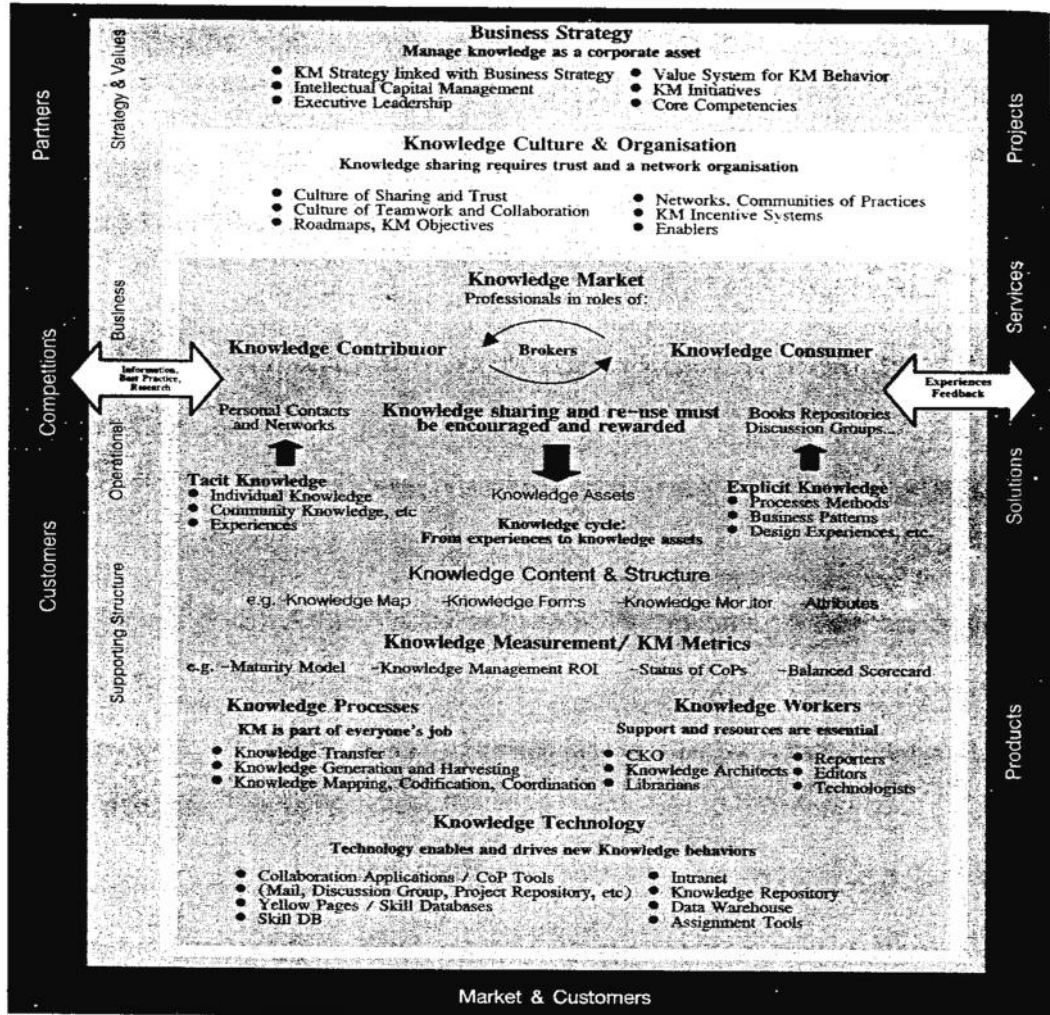 Business Strategy
Manage knowledge as a corporate asset
● KM Strategy linked with Business Strategy
● Intellectual Capital Management
● Executive Leadership
● Value System for KM Behavior
● KM Initiatives
● Core Competencies
Knowledge Culture & Organisation
Knowledge sharing requires trust and a network organisation
● Culture of Sharing and Trust
● Culture of Teamwork and Collaboration
● Roadmaps, KM Objectives
● Networks, Communities of Practices
● KM Incentive Systems
● Enablers
Knowledge Market
Professionals in roles of:
Knowledge Contributor
Brokers
Knowledge Consumer
Information,
Best Practice,
Research
Experiences
Feedback
Personal Contacts
and Networks
Knowledge sharing and re-use must
be encouraged and rewarded
Books Repositories
Discussion Groups...
Tacit Knowledge
● Individual Knowledge
● Community Knowledge, etc
● Experiences
Knowledge Assets
Knowledge cycle:
From experiences to knowledge assets
Explicit Knowledge
● Processes Methods
● Business Patterns
● Design Experiences, etc.
Knowledge Content & Structure
e.g. -Knowledge Map -Knowledge Forms -Knowledge Monitor -Attributes
Knowledge Measurement/ KM Metrics
e.g. -Maturity Model -Knowledge Management ROI -Status of CoPs -Balanced Scorecard
Knowledge Processes
KM is part of everyone's job
● Knowledge Transfer
● Knowledge Generation and Harvesting
● Knowledge Mapping, Codification, Coordination
Knowledge Workers
Support and resources are essential
● CKO
● Knowledge Architects
● Librarians
● Reporters
● Editors
● Technologists
Knowledge Technology
Technology enables and drives new Knowledge behaviors
● Collaboration Applications / CoP Tools
● (Mail, Discussion Group, Project Repository, etc)
● Yellow Pages / Skill Databases
● Skill DB
● Intranet
● Knowledge Repository
● Data Warehouse
● Assignment Tools
Partners
Competitions
Customers
Strategy & Values
Business
Operational
Supporting Structure
Projects
Services
Solutions
Products
Market & Customers